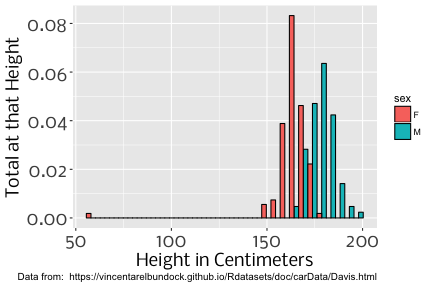 0.08
0.06
0.04
0.02
0.00
Total at that Height
50
100
150
200
Height in Centimeters
sex
F
M
Data from:  https://vincentarelbundock.github.io/Rdatasets/doc/carData/Davis.html